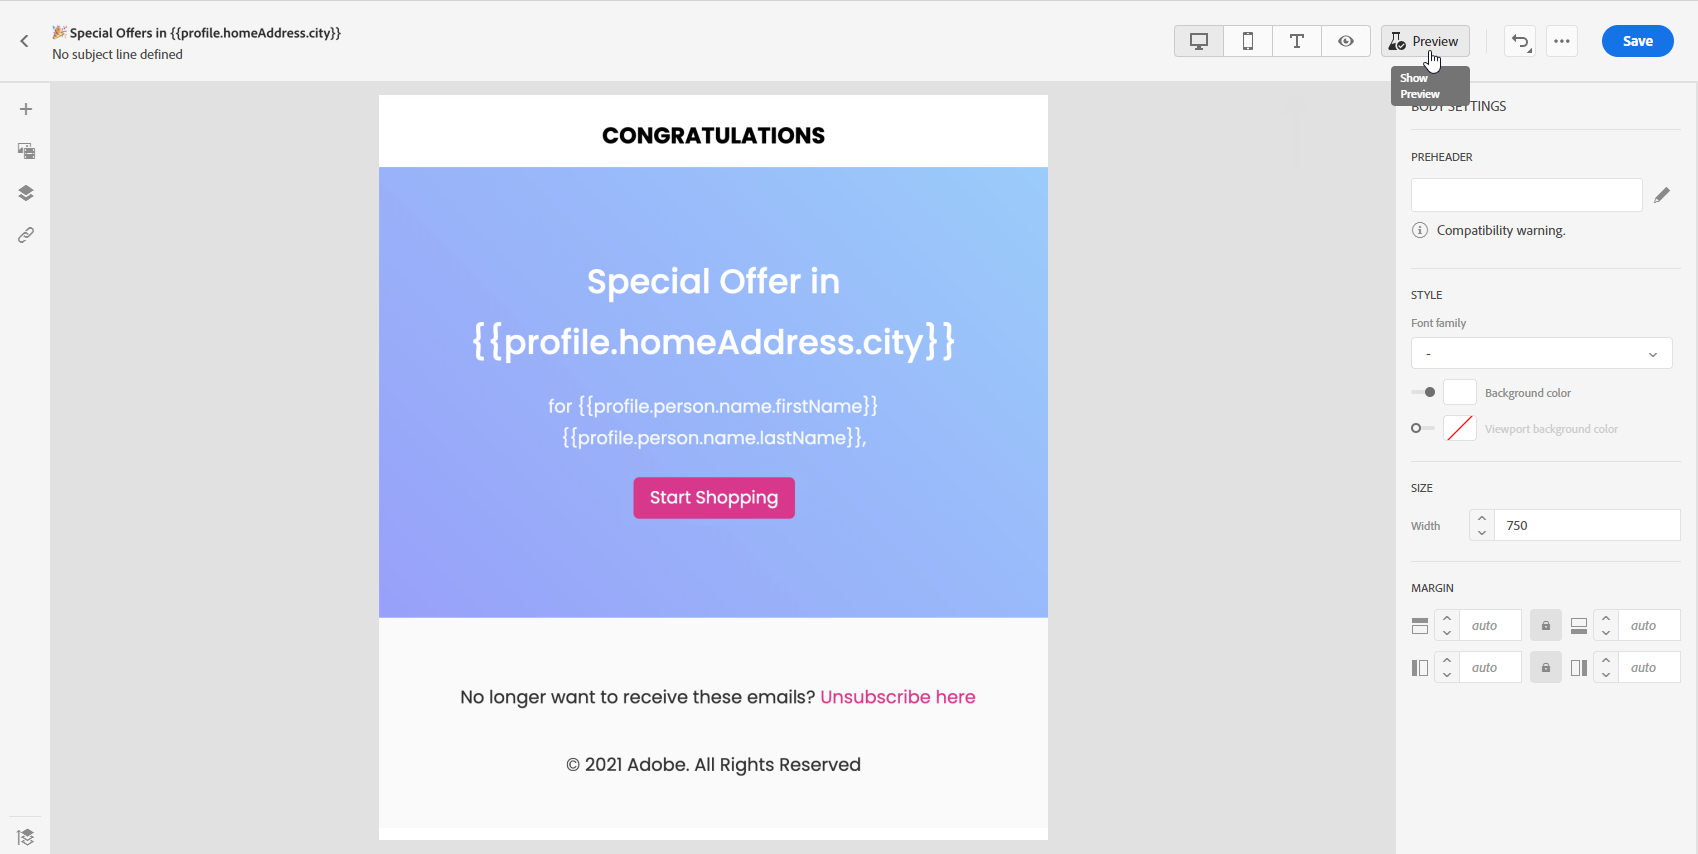 🎉 Special Offers in {{profile.homeAddress.city}}
No subject line defined
Preview
Save
Show
Preview
BODY SETTINGS
CONGRATULATIONS
Special Offer in
{{profile.homeAddress.city}}
for {{profile.person.name.firstName}}
{{profile.person.name.lastName}},
Start Shopping
No longer want to receive these emails? Unsubscribe here
© 2021 Adobe. All Rights Reserved
PREHEADER
Compatibility warning.
STYLE
Font family
-
Background color
Viewport background color
SIZE
Width 750
MARGIN
auto auto
auto auto